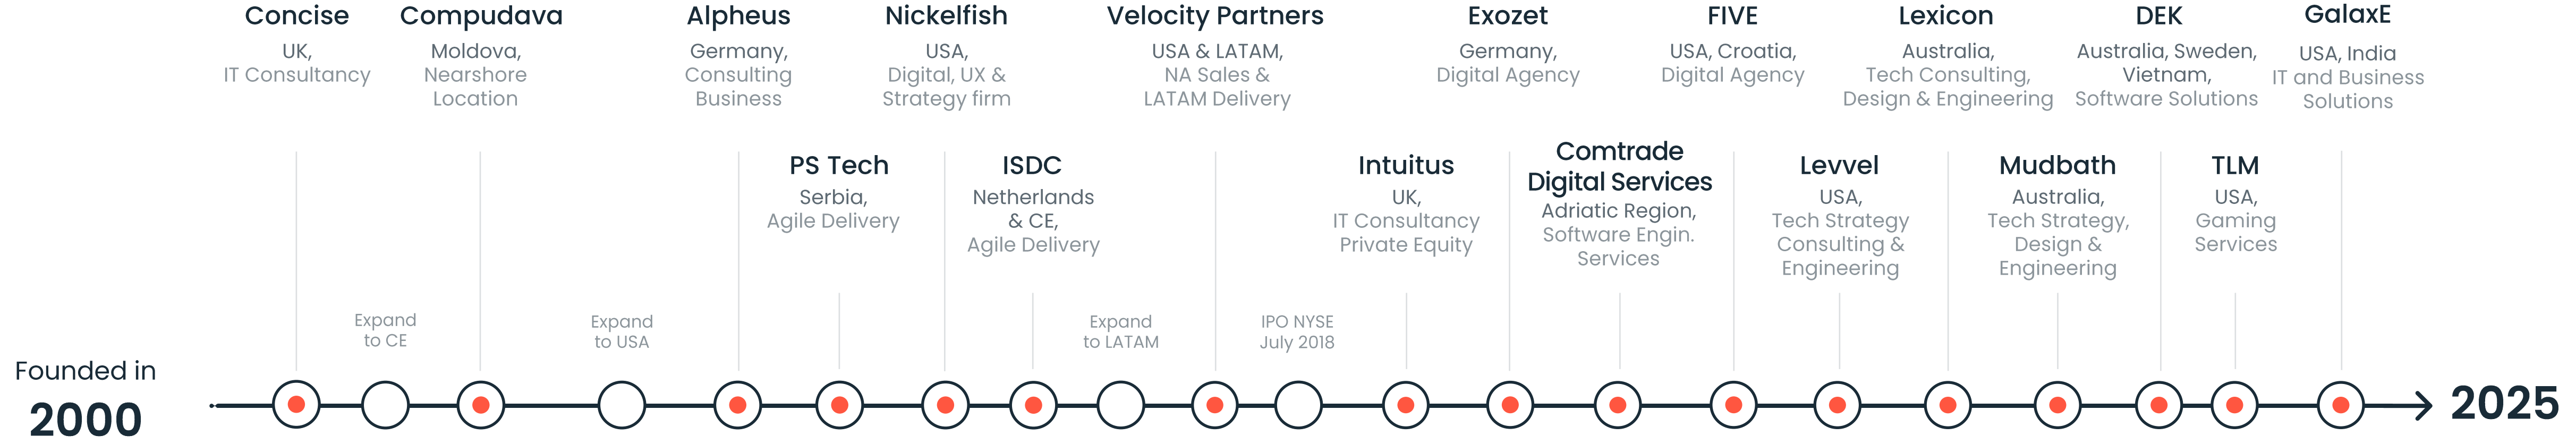 Concise
UK,
IT Consultancy
Compudava
Moldova,
Nearshore
Location
Alpheus
Germany,
Consulting
Business
Nickelfish
USA,
Digital, UX &
Strategy firm
Velocity Partners
USA & LATAM,
NA Sales &
LATAM Delivery
Exozet
Germany,
Digital Agency
FIVE
USA, Croatia,
Digital Agency
Lexicon
Australia,
Tech Consulting,
Design & Engineering
DEK
Australia, Sweden,
Vietnam,
Software Solutions
GalaxE
USA, India
IT and Business
Solutions
PS Tech
Serbia,
Agile Delivery
ISDC
Netherlands
& CE,
Agile Delivery
Intuitus
UK,
IT Consultancy
Private Equity
Comtrade
Digital Services
Adriatic Region,
Software Engin.
Services
Levvel
USA,
Tech Strategy
Consulting &
Engineering
Mudbath
Australia,
Tech Strategy,
Design &
Engineering
TLM
USA,
Gaming
Services
Expand
to CE
Expand
to USA
Expand
to LATAM
IPO NYSE
July 2018
Founded in
2000
2025